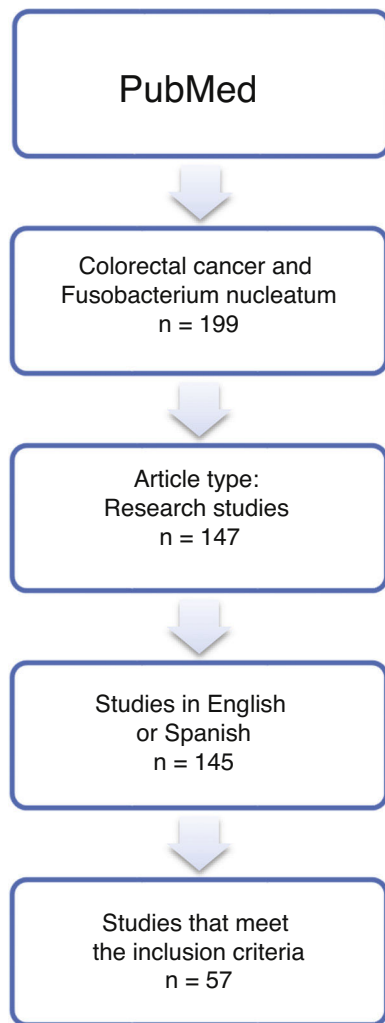 PubMed
Colorectal cancer and
Fusobacterium nucleatum
n = 199
Article type:
Research studies
n = 147
Studies in English
or Spanish
n = 145
Studies that meet
the inclusion criteria
n = 57